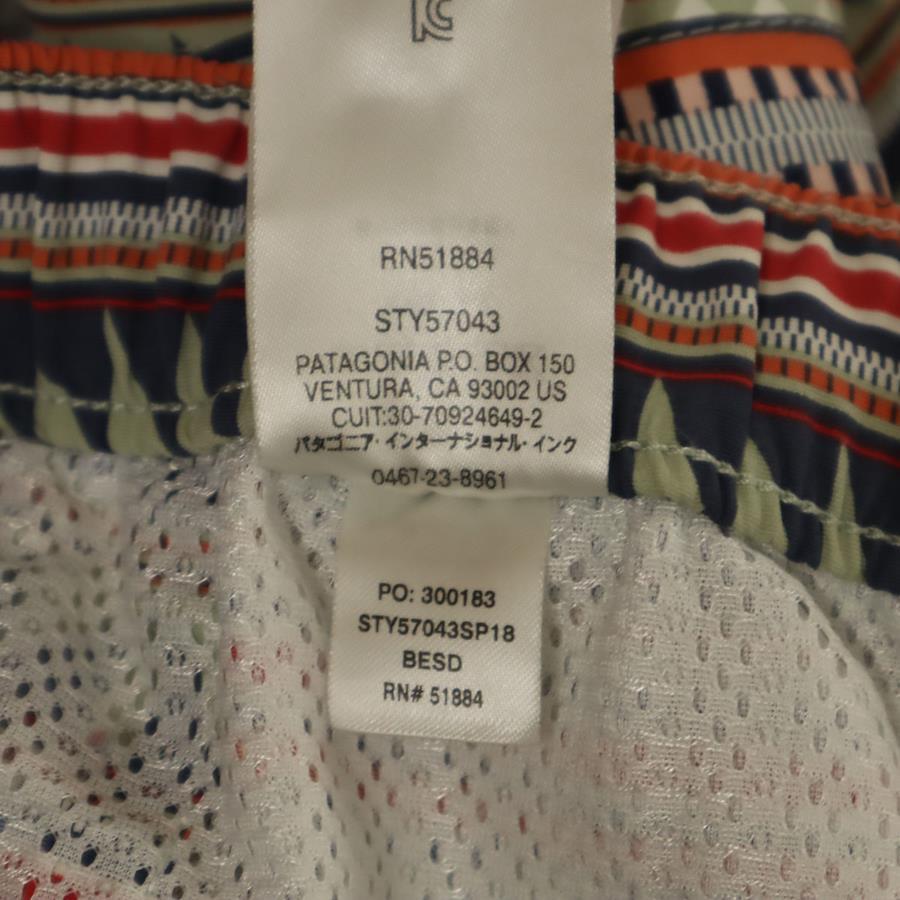 RN51884
STY57043
PATAGONIA P.O. BOX 150
VENTURA, CA 93002 US
CUIT:30-70924649-2
パタゴニア・インターナショナル・インク
0467-23-8961
PO: 300183
STY57043SP18
BESD
RN# 51884